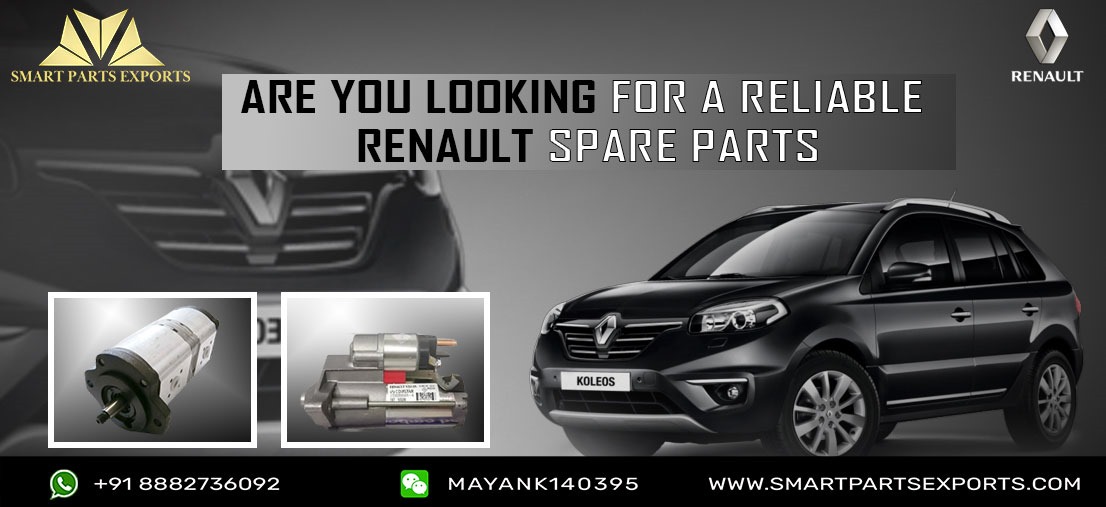 SMART PARTS EXPORTS
RENAULT
ARE YOU LOOKING FOR A RELIABLE
RENAULT SPARE PARTS
KOLEOS
+91 8882736092
MAYANK140395
WWW.SMARTPARTSEXPORTS.COM